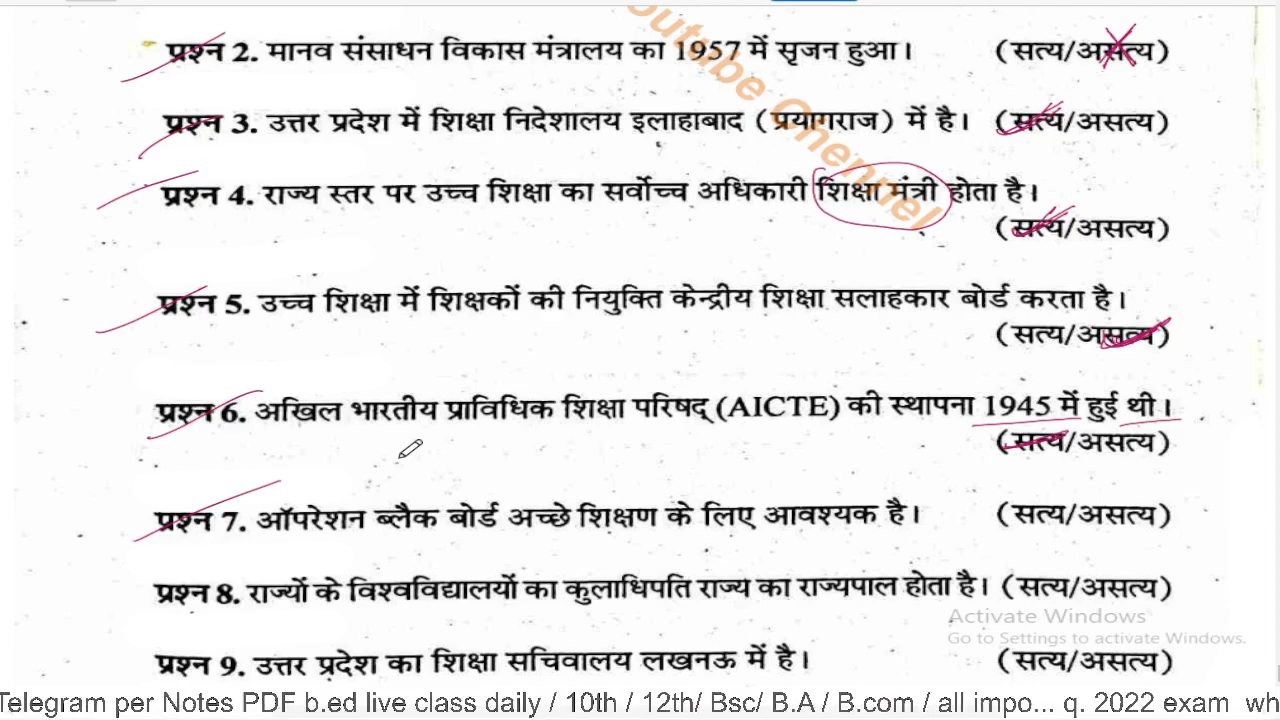 प्रश्न 2. मानव संसाधन विकास मंत्रालय का 1957 में सृजन हुआ। (सत्य/असत्य)
प्रश्न 3. उत्तर प्रदेश में शिक्षा निदेशालय इलाहाबाद (प्रयागराज) में है। (सत्य/असत्य)
प्रश्न 4. राज्य स्तर पर उच्च शिक्षा का सर्वोच्च अधिकारी शिक्षा मंत्री होता है।
(सत्य/असत्य)
प्रश्न 5. उच्च शिक्षा में शिक्षकों की नियुक्ति केन्द्रीय शिक्षा सलाहकार बोर्ड करता है।
(सत्य/असत्य)
प्रश्न 6. अखिल भारतीय प्राविधिक शिक्षा परिषद् (AICTE) की स्थापना 1945 में हुई थी।
(सत्य/असत्य)
प्रश्न 7. ऑपरेशन ब्लैक बोर्ड अच्छे शिक्षण के लिए आवश्यक है। (सत्य/असत्य)
प्रश्न 8. राज्यों के विश्वविद्यालयों का कुलाधिपति राज्य का राज्यपाल होता है। (सत्य/असत्य)
प्रश्न 9. उत्तर प्रदेश का शिक्षा सचिवालय लखनऊ में है। (सत्य/असत्य)
outube Chennel
Activate Windows
Go to Settings to activate Windows.
Telegram per Notes PDF b.ed live class daily / 10th / 12th/ Bsc/ B.A / B.com / all impo... q. 2022 exam wh